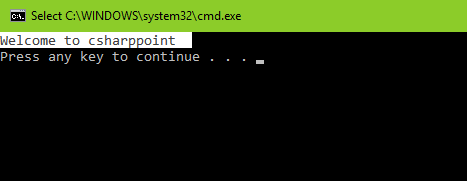 Select C:\WINDOWS\system32\cmd.exe
Welcome to csharppoint
Press any key to continue . . .